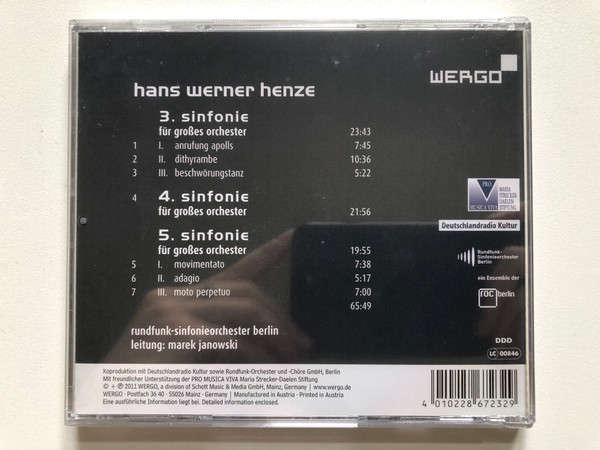 WERGO
hans werner henze
3. sinfonie
für großes orchester 23:43
1 I. anrufung apolls 7:45
2 II. dithyrambe 10:36
3 III. beschwörungstanz 5:22
4 4. sinfonie
für großes orchester 21:56
5. sinfonie
für großes orchester 19:55
5 I. movimentato 7:38
6 II. adagio 5:17
7 III. moto perpetuo 7:00
65:49
rundfunk-sinfonieorchester berlin
leitung: marek janowski
PRO
MUSICA VIVA
MARIA
STRECKER-
DAELEN
STIFTUNG
Deutschlandradio Kultur
Rundfunk-
Sinfonieorchester
Berlin
ein Ensemble der
roc berlin
DDD
LC 00846
Koproduktion mit Deutschlandradio Kultur sowie Rundfunk-Orchester und -Chöre GmbH, Berlin
Mit freundlicher Unterstützung der PRO MUSICA VIVA Maria Strecker-Daelen Stiftung
© + ℗ 2011 WERGO, a division of Schott Music & Media GmbH, Mainz, Germany | www.wergo.de
WERGO · Postfach 36 40 · 55026 Mainz · Germany | Manufactured in Austria · Printed in Austria
Eine ausführliche Information liegt bei. Detailed information enclosed.
4 010228 672329